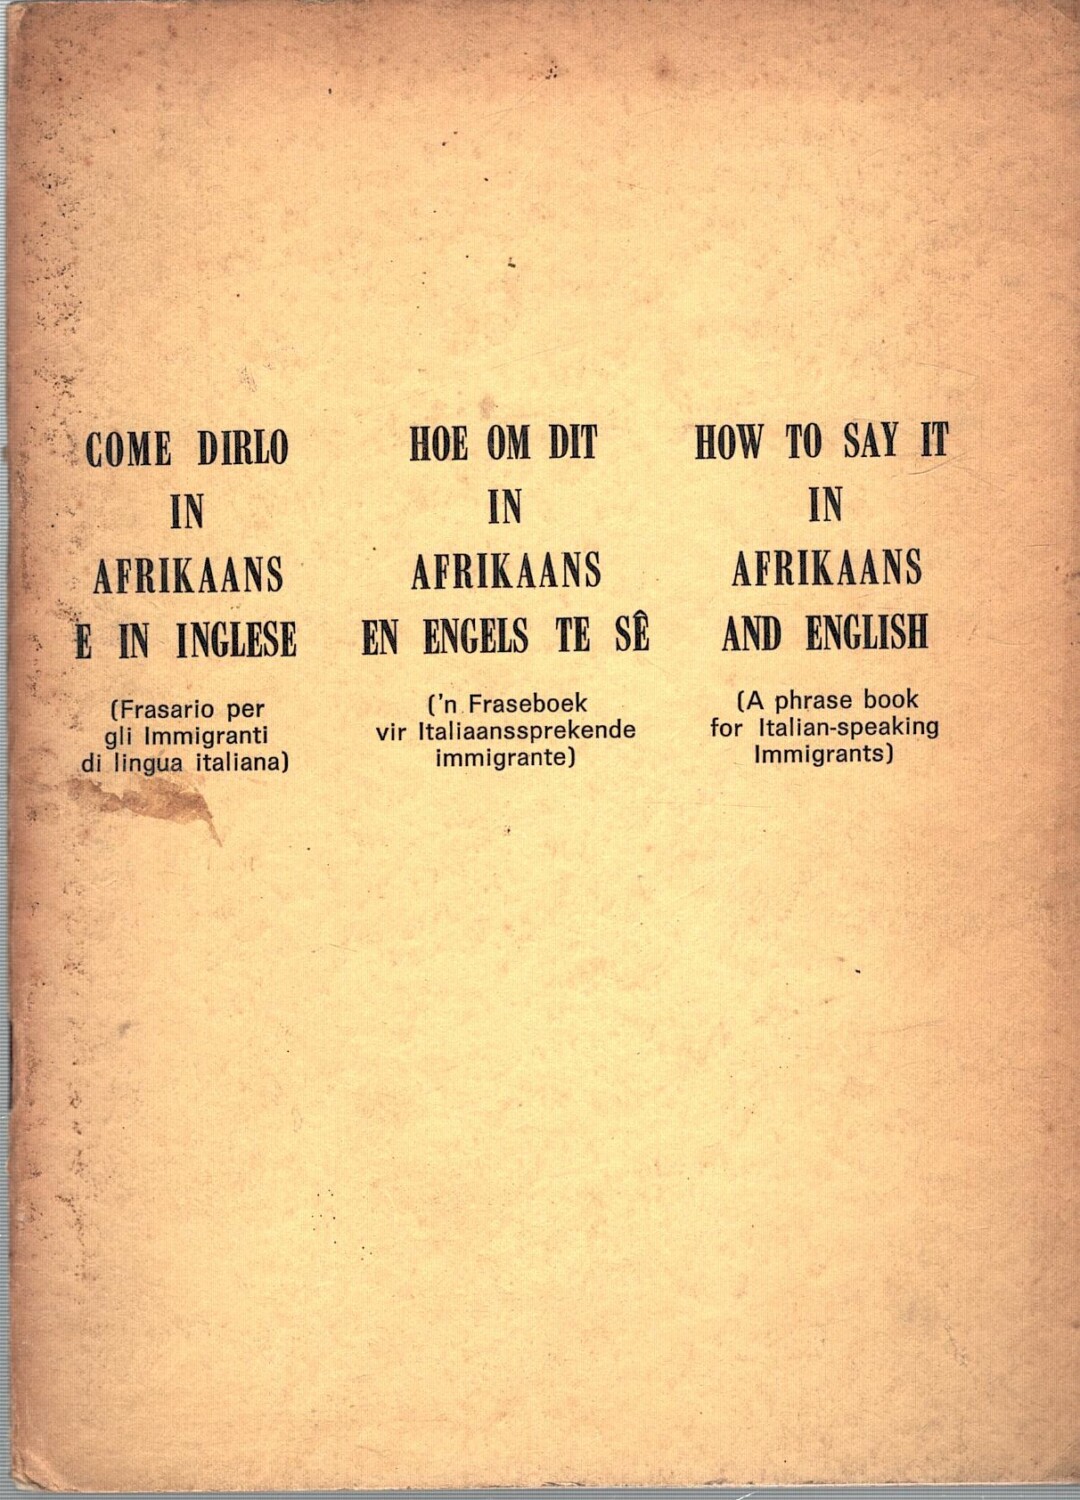 COME DIRLO
IN
AFRIKAANS
E IN INGLESE
(Frasario per
gli Immigranti
di lingua italiana)
HOE OM DIT
IN
AFRIKAANS
EN ENGELS TE SÊ
('n Fraseboek
vir Italiaanssprekende
immigrante)
HOW TO SAY IT
IN
AFRIKAANS
AND ENGLISH
(A phrase book
for Italian-speaking
Immigrants)